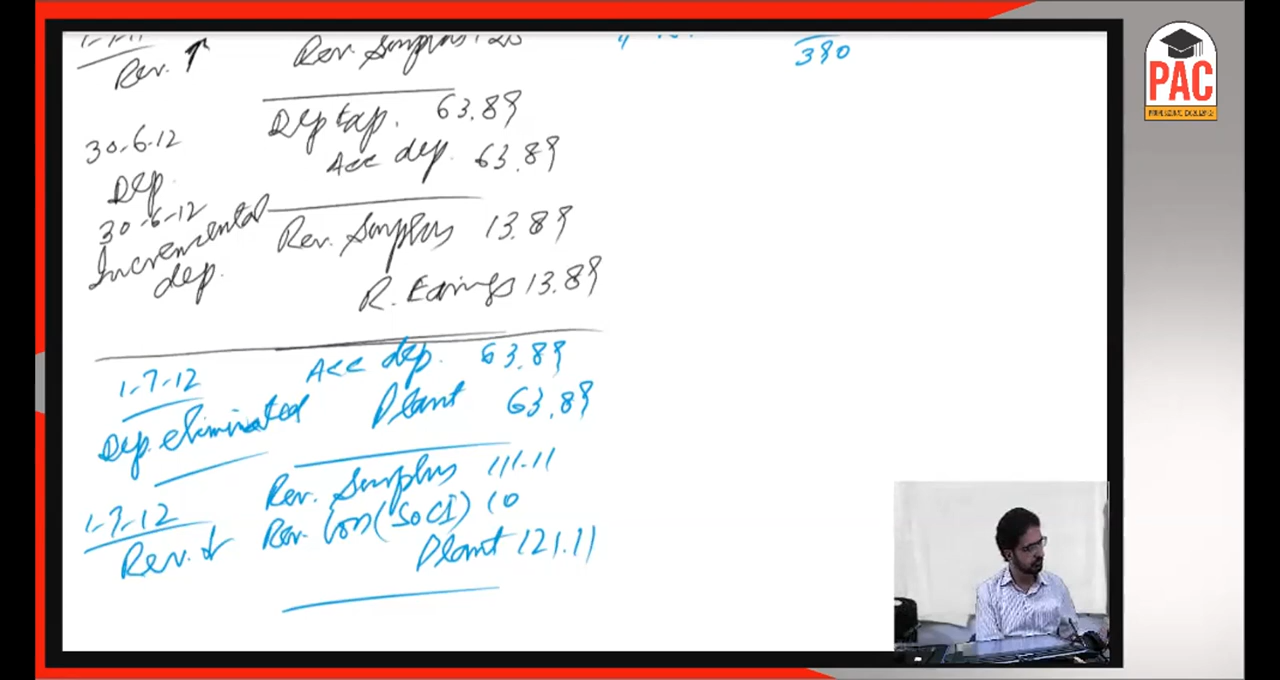 Rev. ↑
Rev. Surplus 125
390
30-6-12
Dep.
Dep Exp. 63.89
Acc dep. 63.89
30-6-12
Incremental
dep.
Rev. Surplus 13.89
R. Earnings 13.89
1-7-12
Dep. eliminated
Acc dep. 63.89
Plant 63.89
1-7-12
Rev. ↓
Rev. Surplus 111.11
Rev. loss (SOCI) 10
Plant 121.11
PAC